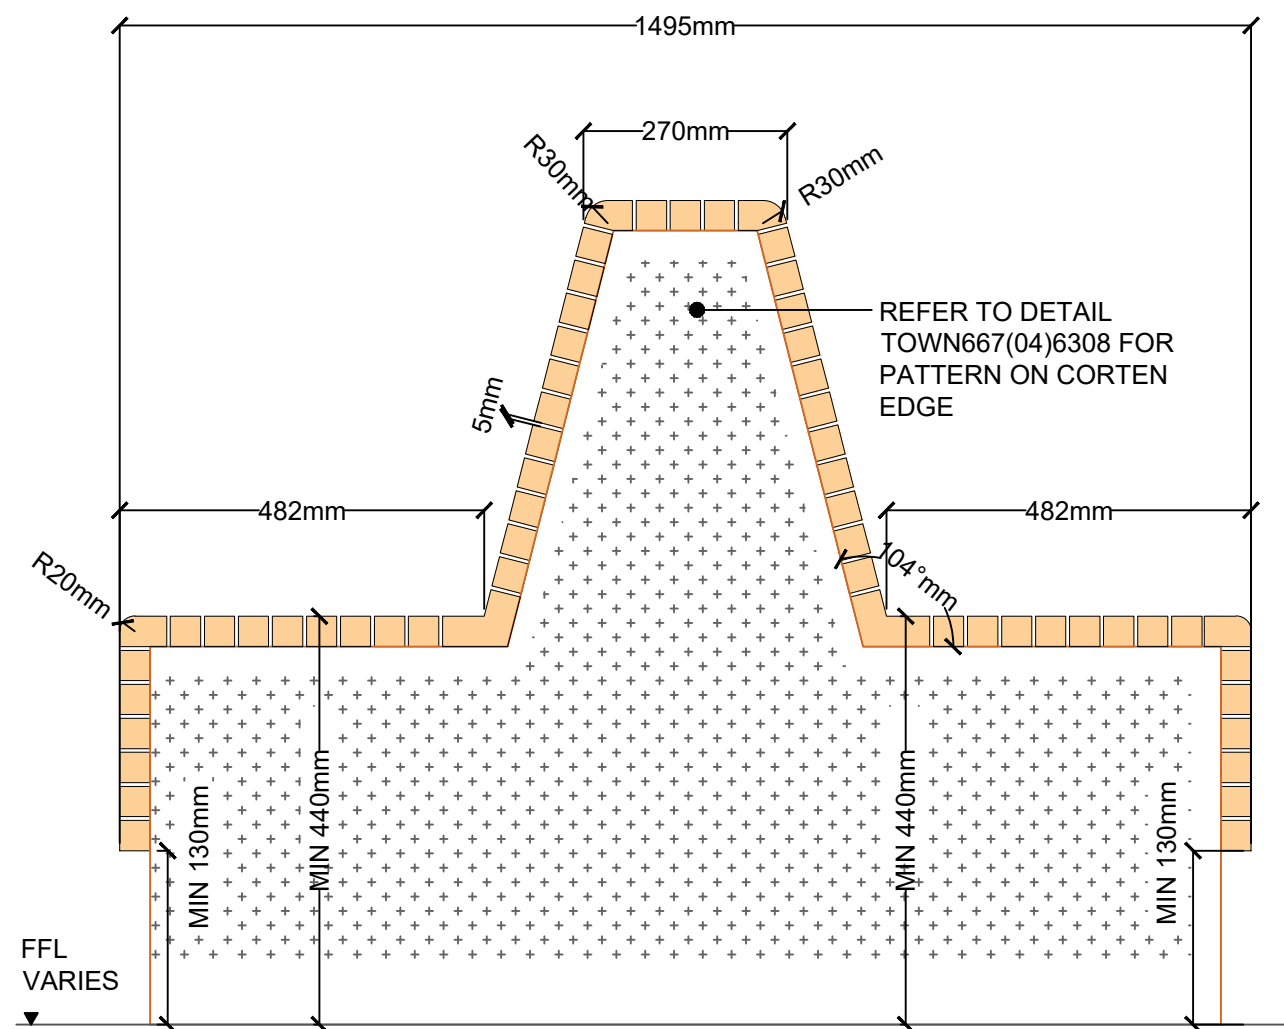 1495mm
270mm
R30mm
R30mm
REFER TO DETAIL
TOWN667(04)6308 FOR
PATTERN ON CORTEN
EDGE
5mm
482mm
482mm
R20mm
104°mm
MIN 130mm
MIN 440mm
MIN 440mm
MIN 130mm
FFL
VARIES